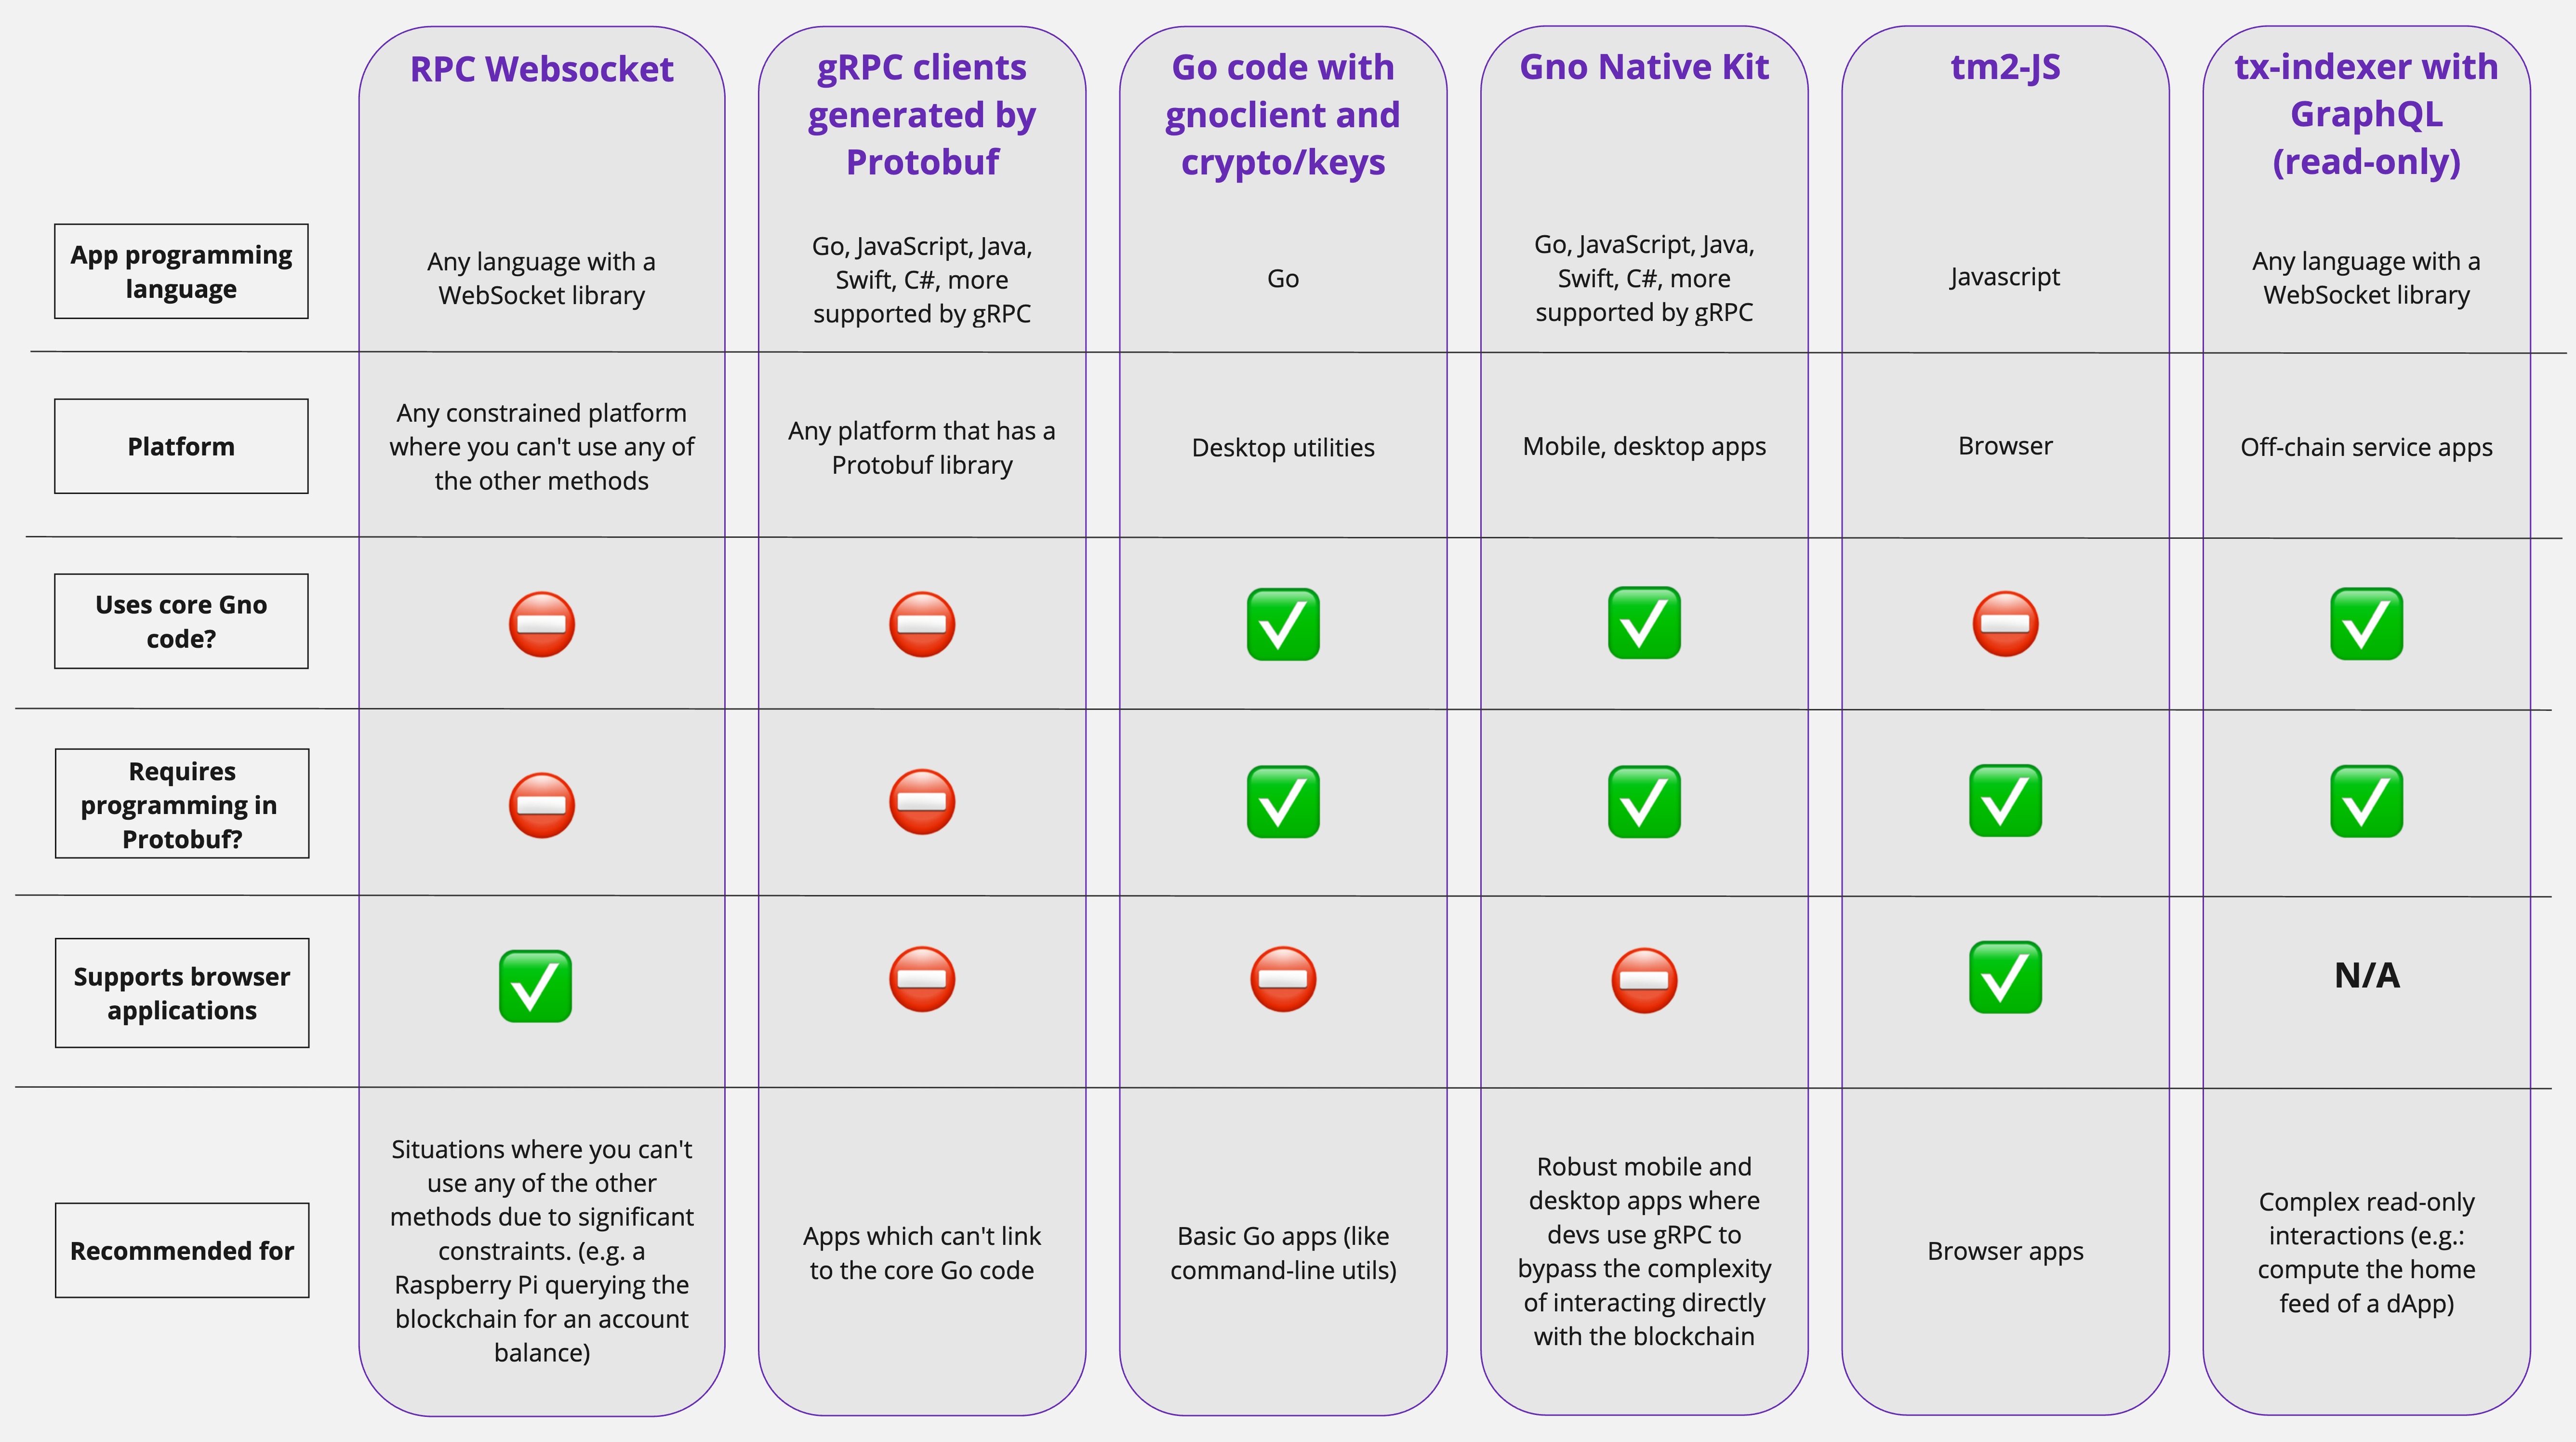 RPC Websocket
gRPC clients
generated by
Protobuf
Go code with
gnoclient and
crypto/keys
Gno Native Kit
tm2-JS
tx-indexer with
GraphQL
(read-only)
App programming
language
Any language with a
WebSocket library
Go, JavaScript, Java,
Swift, C#, more
supported by gRPC
Go
Go, JavaScript, Java,
Swift, C#, more
supported by gRPC
Javascript
Any language with a
WebSocket library
Platform
Any constrained platform
where you can't use any of
the other methods
Any platform that has a
Protobuf library
Desktop utilities
Mobile, desktop apps
Browser
Off-chain service apps
Uses core Gno
code?
Requires
programming in
Protobuf?
Supports browser
applications
N/A
Recommended for
Situations where you can't
use any of the other
methods due to significant
constraints. (e.g. a
Raspberry Pi querying the
blockchain for an account
balance)
Apps which can't link
to the core Go code
Basic Go apps (like
command-line utils)
Robust mobile and
desktop apps where
devs use gRPC to
bypass the complexity
of interacting directly
with the blockchain
Browser apps
Complex read-only
interactions (e.g.:
compute the home
feed of a dApp)